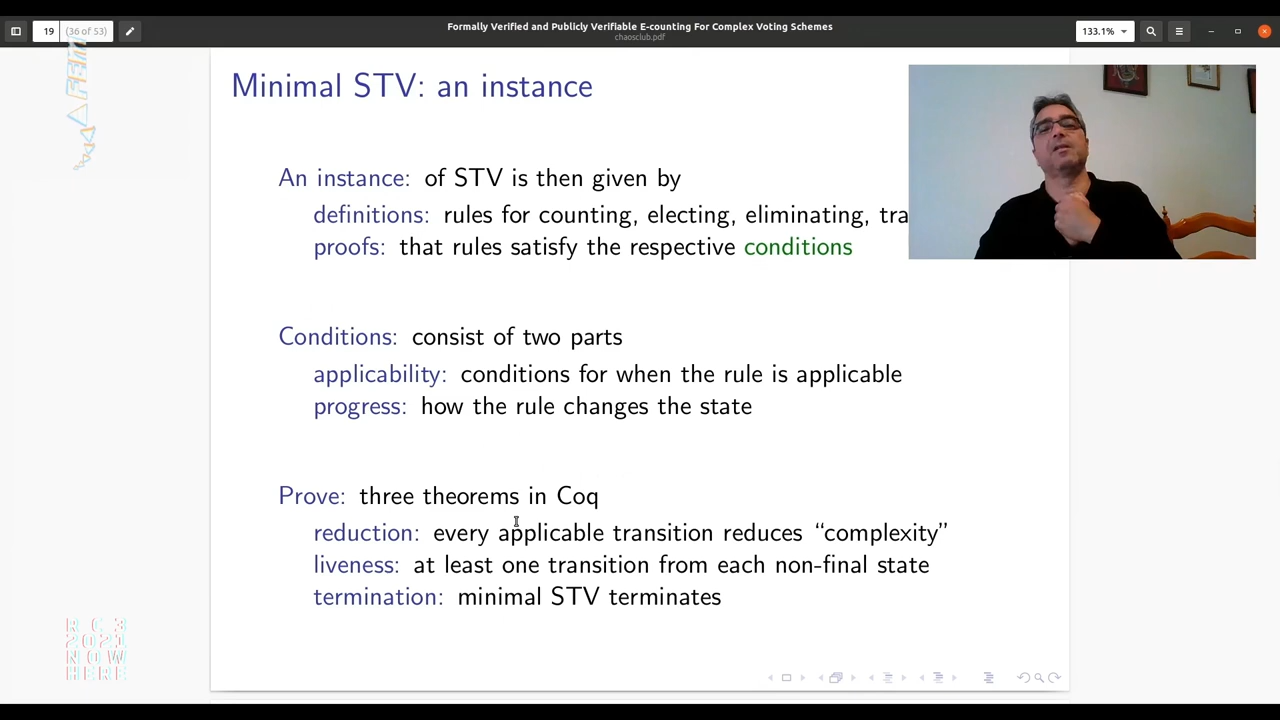 19 (36 of 53)
Formally Verified and Publicly Verifiable E-counting For Complex Voting Schemes
chaosclub.pdf
133.1%
Minimal STV: an instance
An instance: of STV is then given by
definitions: rules for counting, electing, eliminating, tra
proofs: that rules satisfy the respective conditions
Conditions: consist of two parts
applicability: conditions for when the rule is applicable
progress: how the rule changes the state
Prove: three theorems in Coq
reduction: every applicable transition reduces “complexity”
liveness: at least one transition from each non-final state
termination: minimal STV terminates
R C 3
2021
NOW
HERE